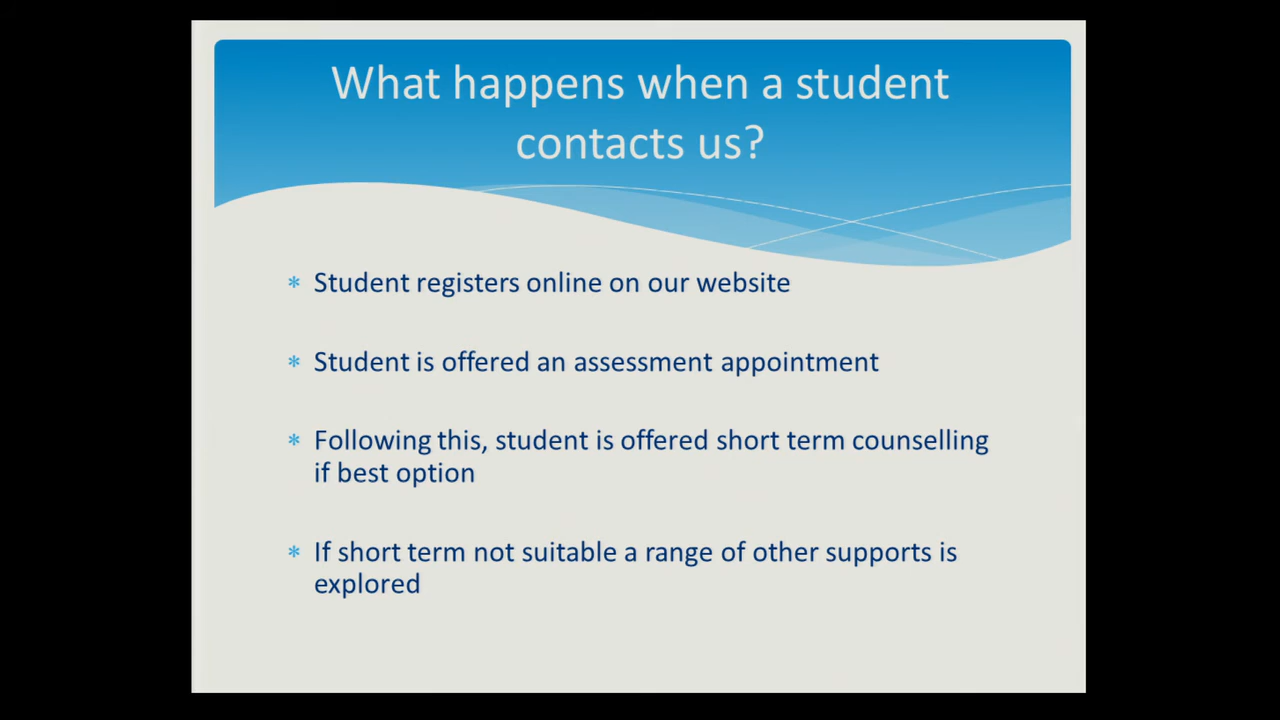 What happens when a student
contacts us?
* Student registers online on our website
* Student is offered an assessment appointment
* Following this, student is offered short term counselling
if best option
* If short term not suitable a range of other supports is
explored